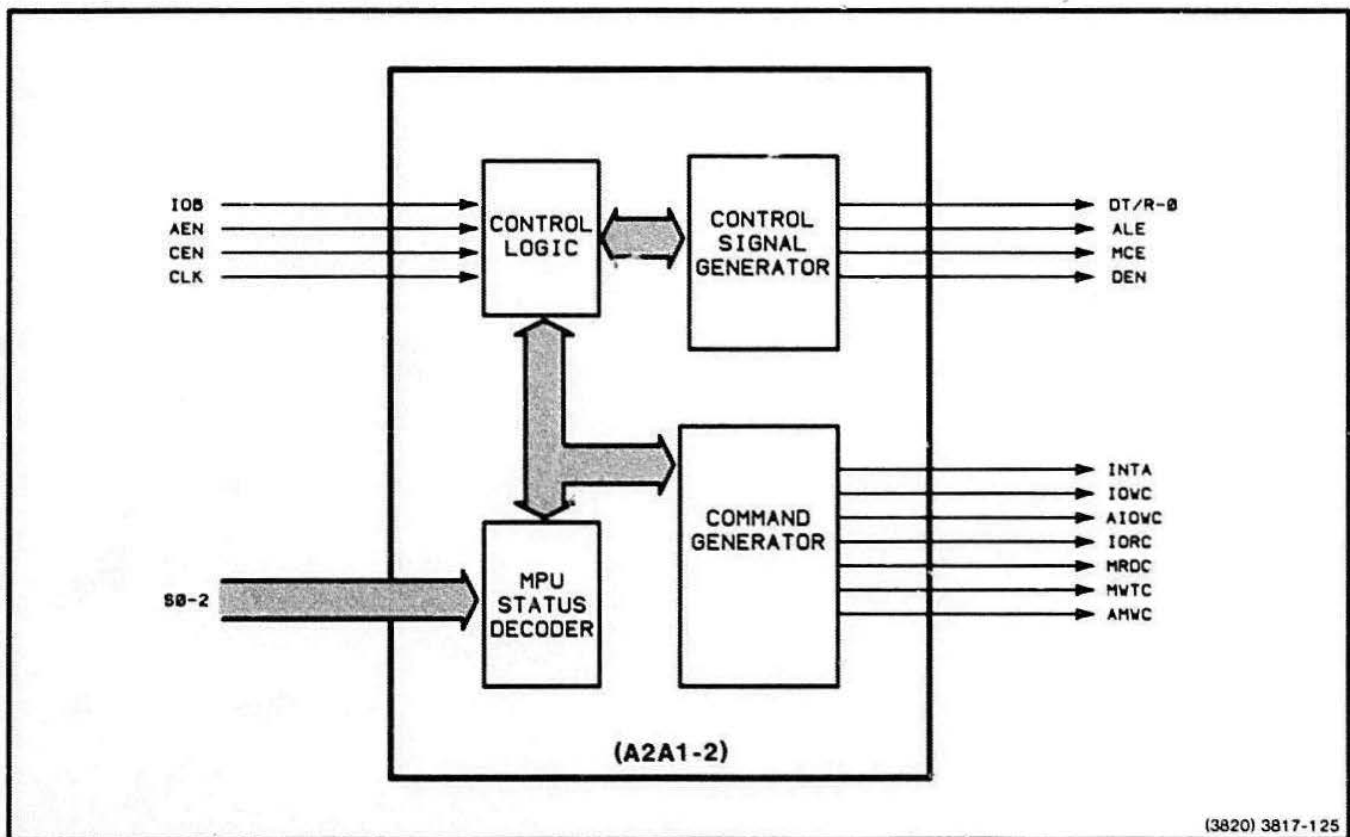 IOB
AEN
CEN
CLK
CONTROL
LOGIC
CONTROL
SIGNAL
GENERATOR
DT/R-0
ALE
MCE
DEN
S0-2
MPU
STATUS
DECODER
COMMAND
GENERATOR
INTA
IOWC
AIOWC
IORC
MRDC
MWTC
AMWC
(A2A1-2)
(3820) 3817-125